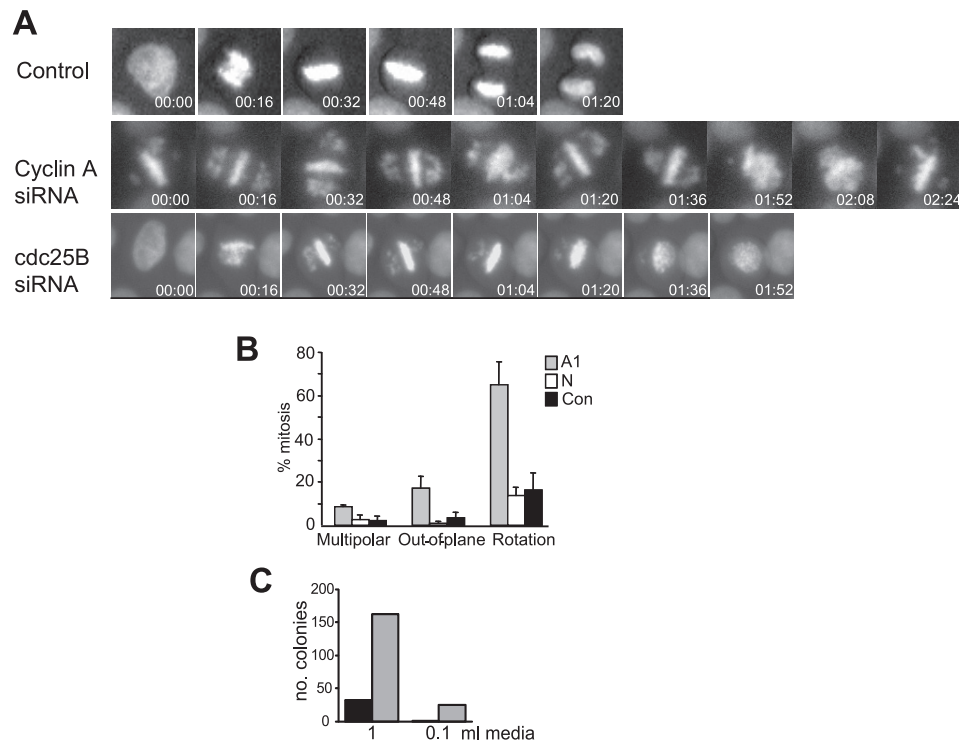 A
Control
00:00 00:16 00:32 00:48 01:04 01:20
Cyclin A
siRNA
00:00 00:16 00:32 00:48 01:04 01:20 01:36 01:52 02:08 02:24
cdc25B
siRNA
00:00 00:16 00:32 00:48 01:04 01:20 01:36 01:52
B
80
60
40
20
0
% mitosis
A1
N
Con
Multipolar Out-of-plane Rotation
C
200
150
100
50
0
no. colonies
1 0.1 ml media